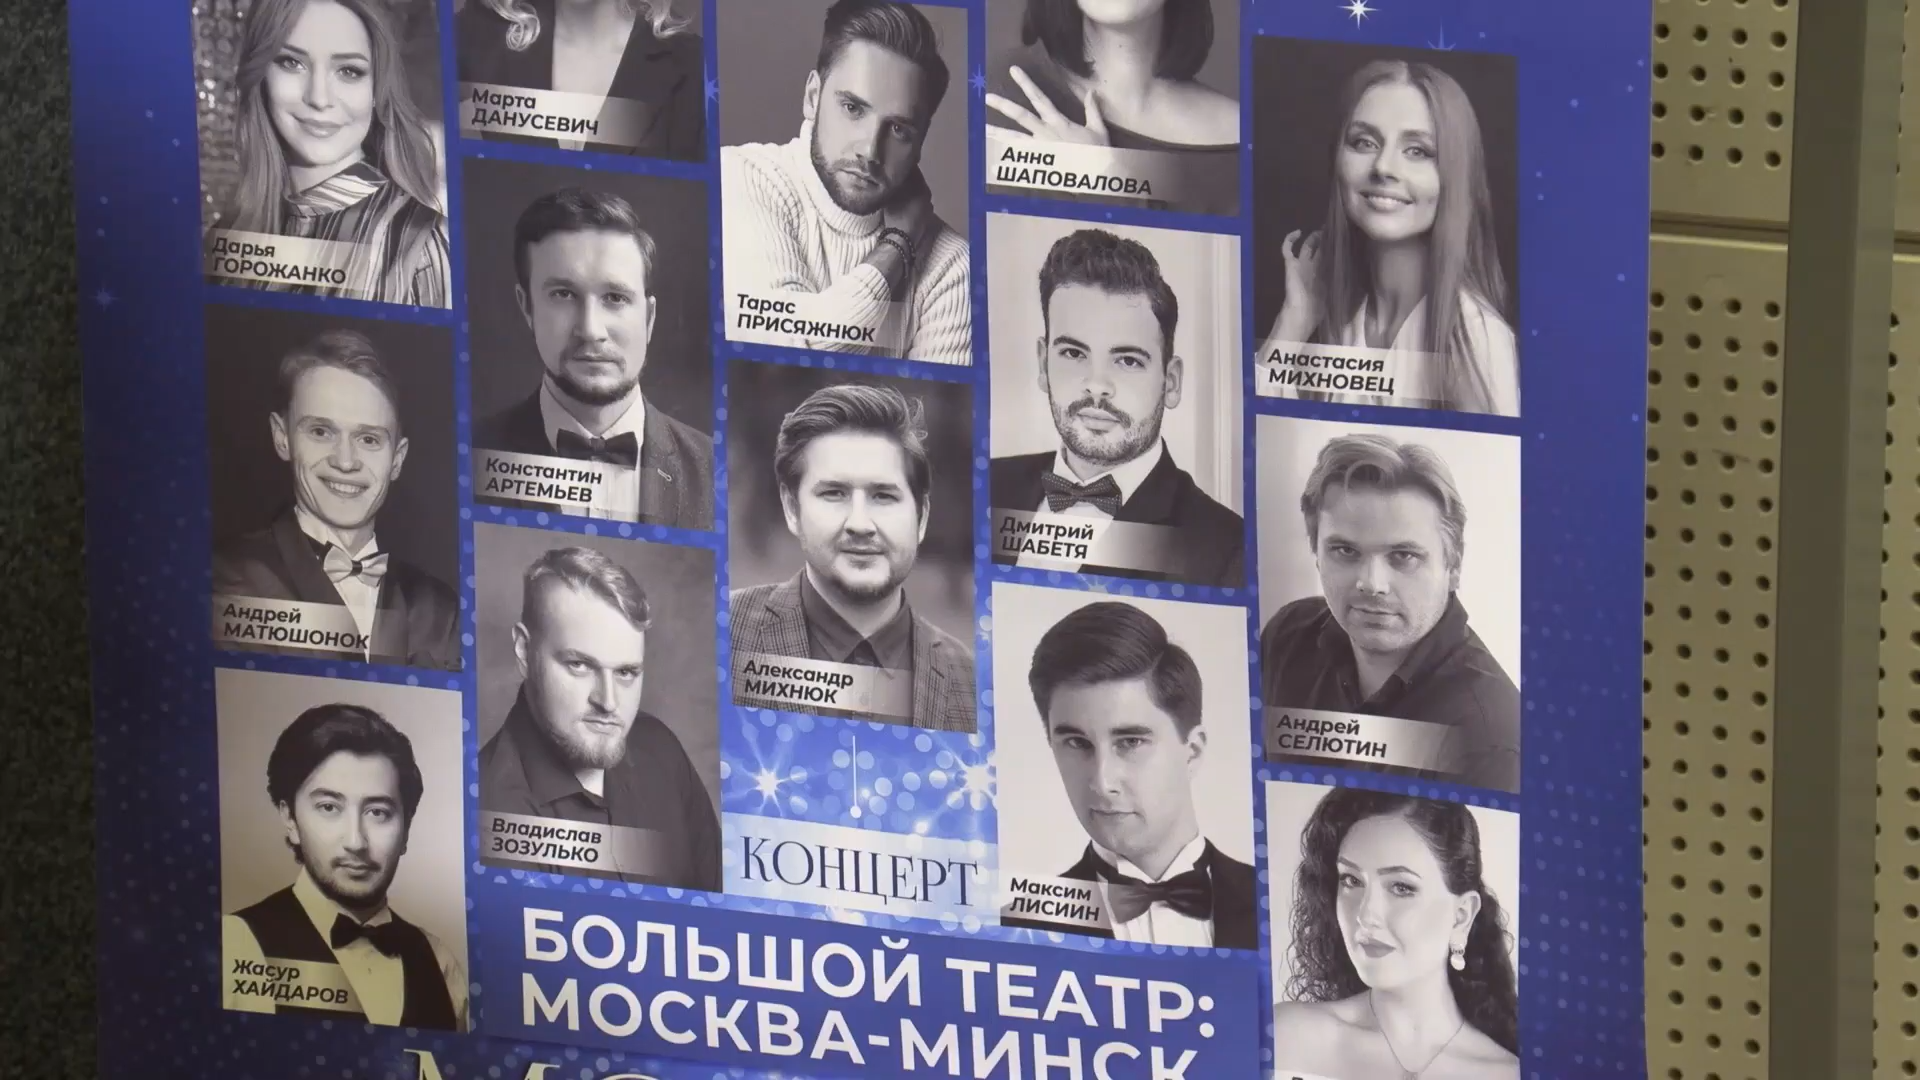 Марта
ДАНУСЕВИЧ
Анна
ШАПОВАЛОВА
Дарья
ГОРОЖАНКО
Тарас
ПРИСЯЖНЮК
Анастасия
МИХНОВЕЦ
Константин
АРТЕМЬЕВ
Дмитрий
ШАБЕТЯ
Андрей
МАТЮШОНОК
Александр
МИХНЮК
Андрей
СЕЛЮТИН
Владислав
ЗОЗУЛЬКО
Максим
ЛИСИИН
Жасур
ХАЙДАРОВ
КОНЦЕРТ
БОЛЬШОЙ ТЕАТР:
МОСКВА-МИНСК